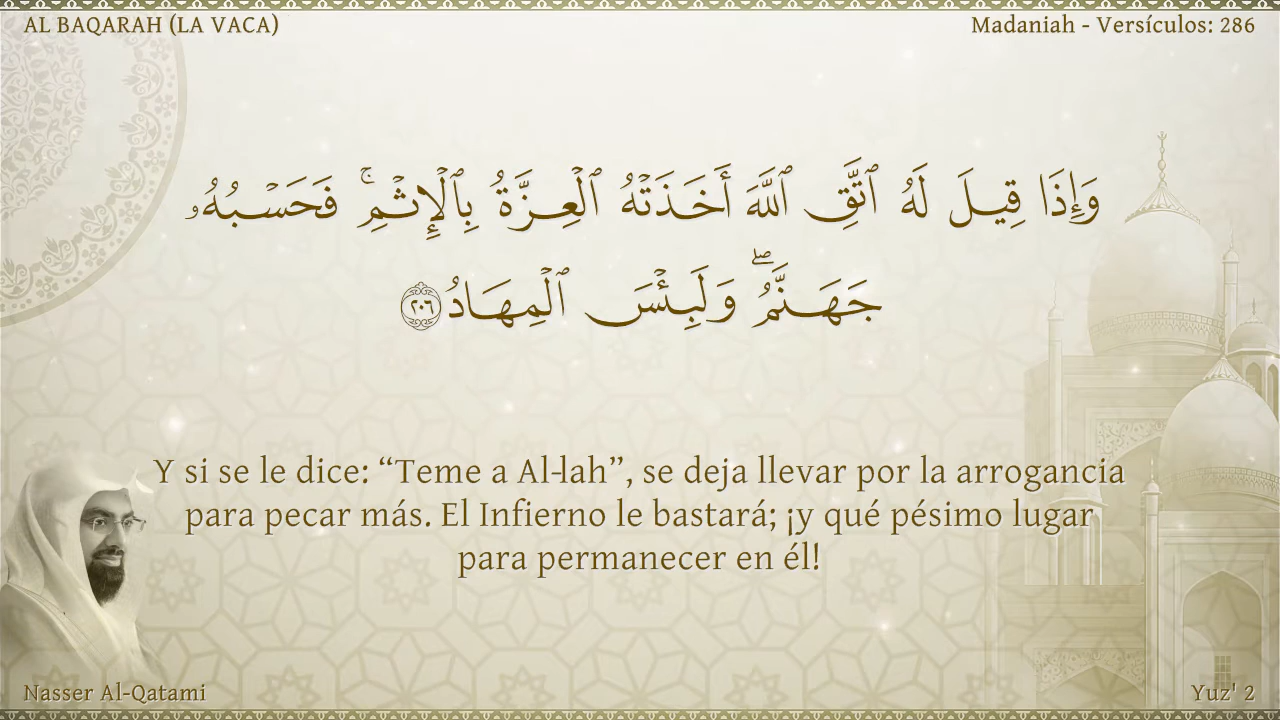 AL BAQARAH (LA VACA)
Madaniah - Versículos: 286
وَإِذَا قِيلَ لَهُ ٱتَّقِ ٱللَّهَ أَخَذَتۡهُ ٱلۡعِزَّةُ بِٱلۡإِثۡمِۚ فَحَسۡبُهُۥ
جَهَنَّمُۖ وَلَبِئۡسَ ٱلۡمِهَادُ ٢٠٦
Y si se le dice: “Teme a Al-lah”, se deja llevar por la arrogancia
para pecar más. El Infierno le bastará; ¡y qué pésimo lugar
para permanecer en él!
Nasser Al-Qatami
Yuz' 2